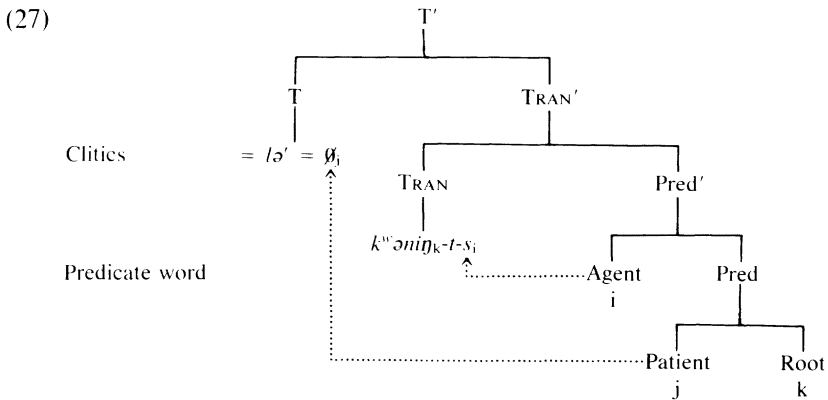 (27)
T′
T TRAN′
Clitics = lə′ = ∅j
TRAN Pred′
kʷəniŋk-t-si
Predicate word Agent Pred
i
Patient Root
j k